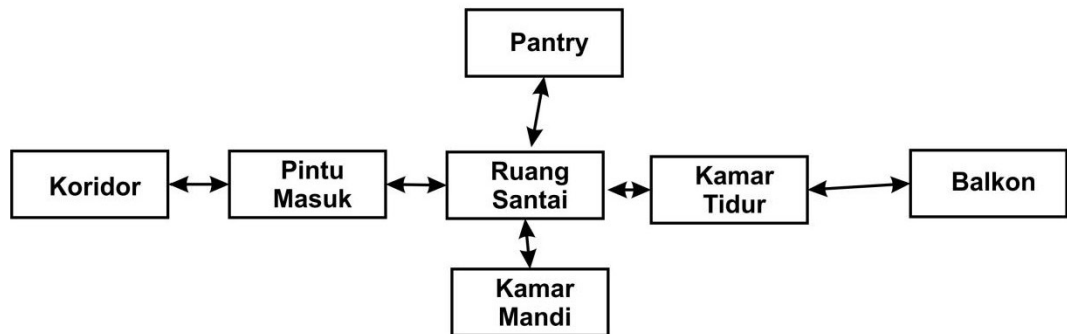 Pantry
Koridor
Pintu
Masuk
Ruang
Santai
Kamar
Tidur
Balkon
Kamar
Mandi